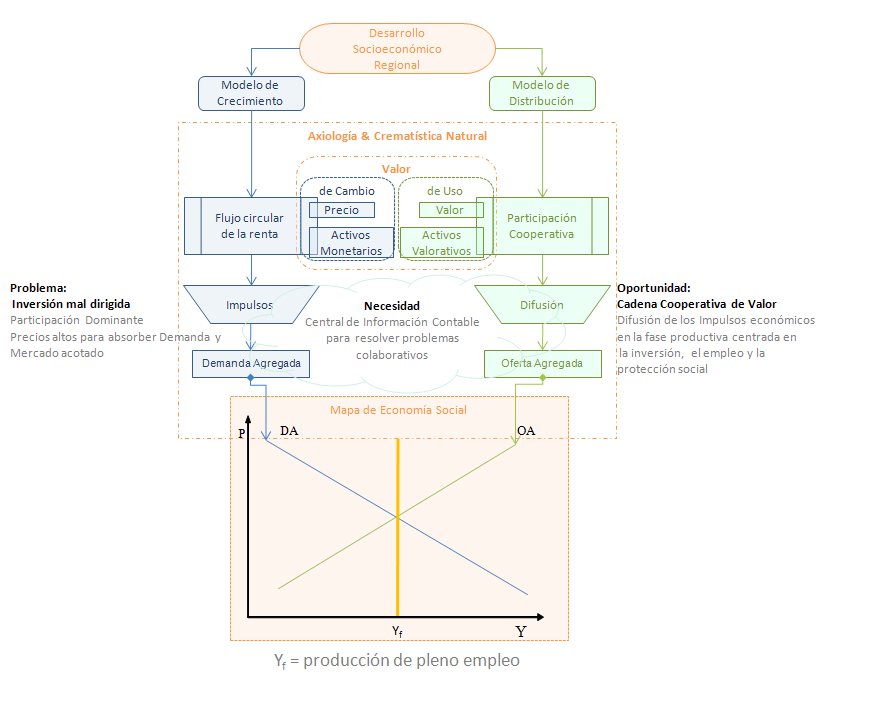 Desarrollo
Socioeconómico
Regional
Modelo de
Crecimiento
Modelo de
Distribución
Axiología & Crematística Natural
Valor
de Cambio
de Uso
Precio
Valor
Flujo circular
de la renta
Activos
Monetarios
Activos
Valorativos
Participación
Cooperativa
Problema:
Inversión mal dirigida
Participación Dominante
Precios altos para absorber Demanda y
Mercado acotado
Impulsos
Necesidad
Central de Información Contable
para resolver problemas
colaborativos
Difusión
Oportunidad:
Cadena Cooperativa de Valor
Difusión de los Impulsos económicos
en la fase productiva centrada en
la inversión, el empleo y la
protección social
Demanda Agregada
Oferta Agregada
Mapa de Economía Social
P
DA
OA
Yf
Y
Yf = producción de pleno empleo